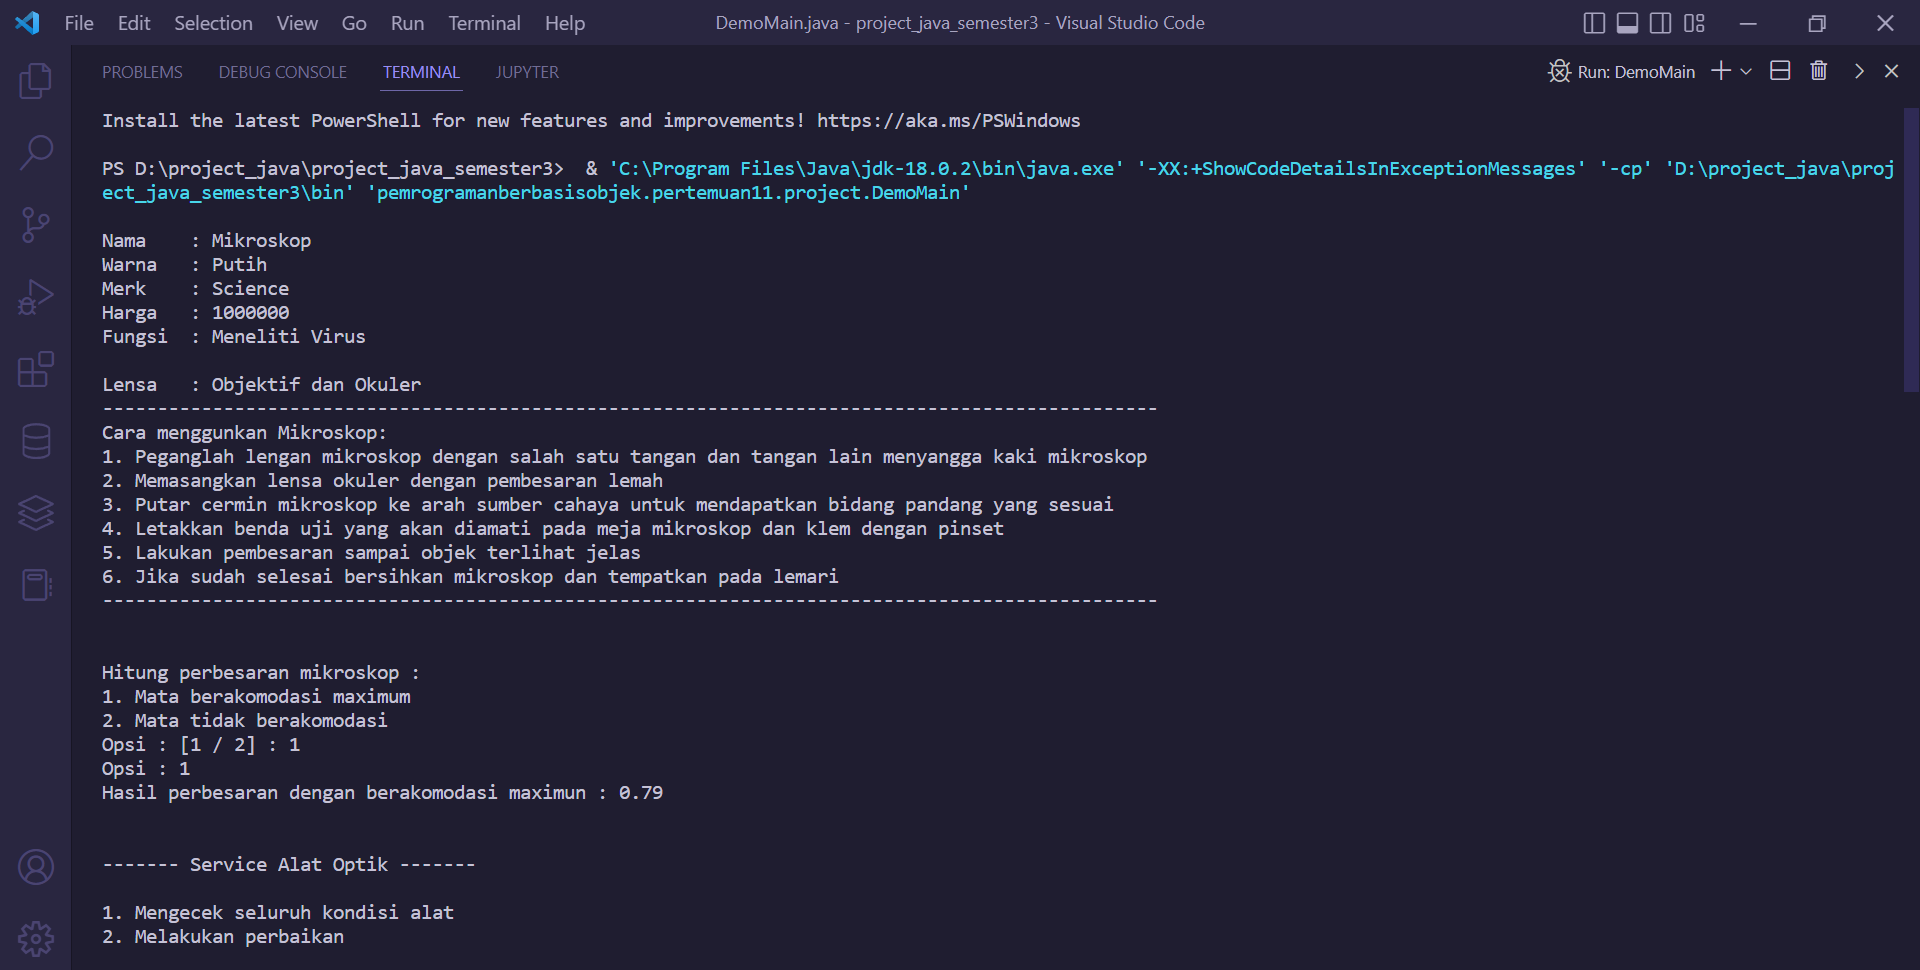 File Edit Selection View Go Run Terminal Help DemoMain.java - project_java_semester3 - Visual Studio Code
PROBLEMS DEBUG CONSOLE TERMINAL JUPYTER Run: DemoMain
Install the latest PowerShell for new features and improvements! https://aka.ms/PSWindows
PS D:\project_java\project_java_semester3>  & 'C:\Program Files\Java\jdk-18.0.2\bin\java.exe' '-XX:+ShowCodeDetailsInExceptionMessages' '-cp' 'D:\project_java\proj
ect_java_semester3\bin' 'pemrogramanberbasisobjek.pertemuan11.project.DemoMain'
Nama    : Mikroskop
Warna   : Putih
Merk    : Science
Harga   : 1000000
Fungsi  : Meneliti Virus
Lensa   : Objektif dan Okuler
------------------------------------------------------------------------------------------------
Cara menggunkan Mikroskop:
1. Peganglah lengan mikroskop dengan salah satu tangan dan tangan lain menyangga kaki mikroskop
2. Memasangkan lensa okuler dengan pembesaran lemah
3. Putar cermin mikroskop ke arah sumber cahaya untuk mendapatkan bidang pandang yang sesuai
4. Letakkan benda uji yang akan diamati pada meja mikroskop dan klem dengan pinset
5. Lakukan pembesaran sampai objek terlihat jelas
6. Jika sudah selesai bersihkan mikroskop dan tempatkan pada lemari
------------------------------------------------------------------------------------------------
Hitung perbesaran mikroskop :
1. Mata berakomodasi maximum
2. Mata tidak berakomodasi
Opsi : [1 / 2] : 1
Opsi : 1
Hasil perbesaran dengan berakomodasi maximun : 0.79
------- Service Alat Optik -------
1. Mengecek seluruh kondisi alat
2. Melakukan perbaikan